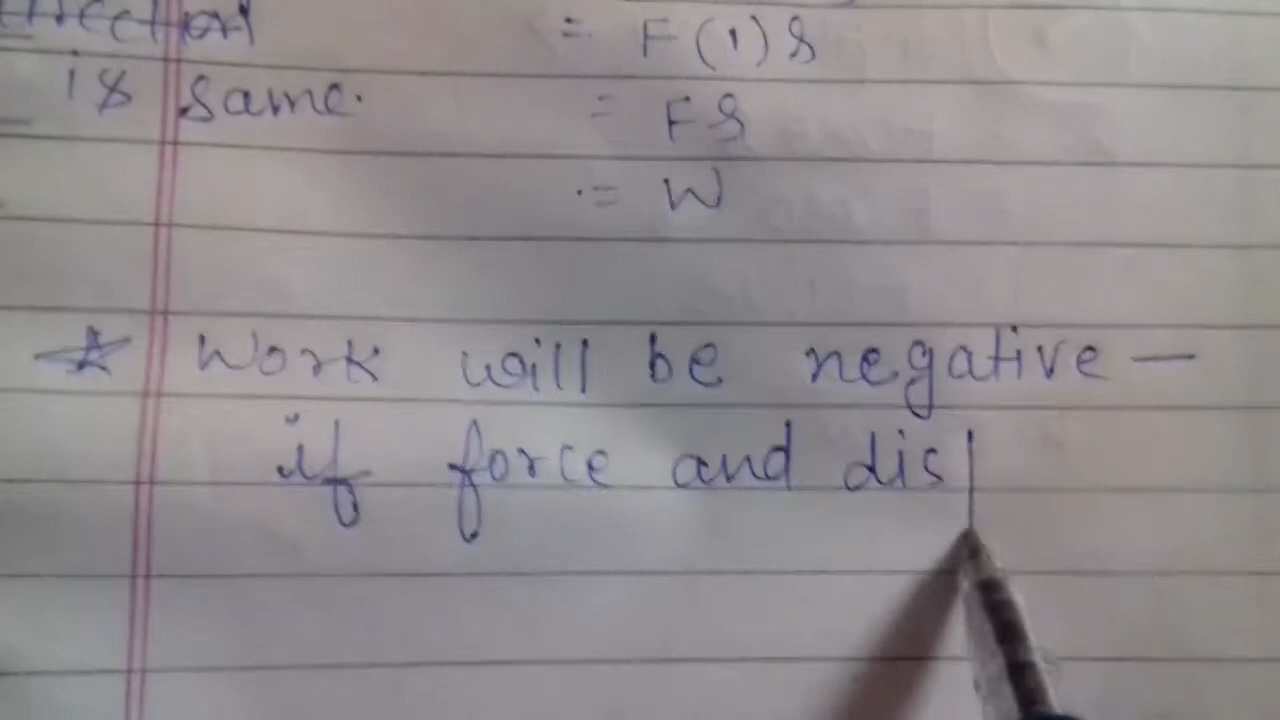 = F(1)S
is same.
= FS
= W
☆ Work will be negative —
if force and dis